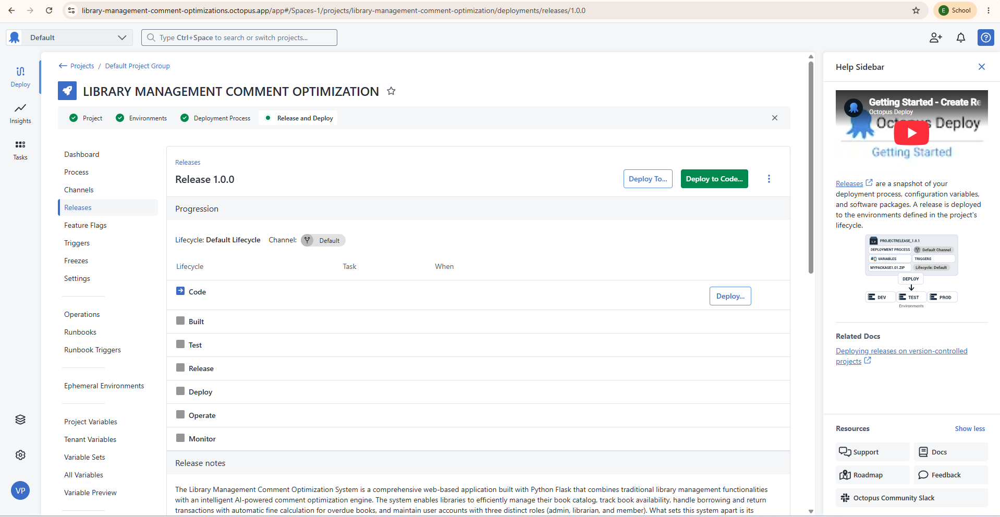 library-management-comment-optimizations.octopus.app/app#/Spaces-1/projects/library-management-comment-optimization/deployments/releases/1.0.0
E School
Default
Type Ctrl+Space to search or switch projects...
Deploy
Insights
Tasks
VP
Projects / Default Project Group
LIBRARY MANAGEMENT COMMENT OPTIMIZATION
Project
Environments
Deployment Process
Release and Deploy
Dashboard
Process
Channels
Releases
Feature Flags
Triggers
Freezes
Settings
Operations
Runbooks
Runbook Triggers
Ephemeral Environments
Project Variables
Tenant Variables
Variable Sets
All Variables
Variable Preview
Releases
Release 1.0.0
Deploy To...
Deploy to Code...
Progression
Lifecycle: Default Lifecycle Channel: Default
Lifecycle Task When
Code Deploy...
Built
Test
Release
Deploy
Operate
Monitor
Release notes
The Library Management Comment Optimization System is a comprehensive web-based application built with Python Flask that combines traditional library management functionalities
with an intelligent AI-powered comment optimization engine. The system enables libraries to efficiently manage their book catalog, track book availability, handle borrowing and return
transactions with automatic fine calculation for overdue books, and maintain user accounts with three distinct roles (admin, librarian, and member). What sets this system apart is its
Help Sidebar
Getting Started - Create Re
Octopus Deploy
Octopus Deploy
Getting Started
Releases are a snapshot of your
deployment process, configuration variables,
and software packages. A release is deployed
to the environments defined in the project's
lifecycle.
1.0 PROJECTRELEASE_1.0.1
DEPLOYMENT PROCESS Default Channel
#{} VARIABLES TRIGGERS
MYPACKAGE1.01.ZIP Lifecycle: Default
DEPLOY
DEV TEST PROD
Environments
Related Docs
Deploying releases on version-controlled
projects
Resources Show less
Support Docs
Roadmap Feedback
Octopus Community Slack